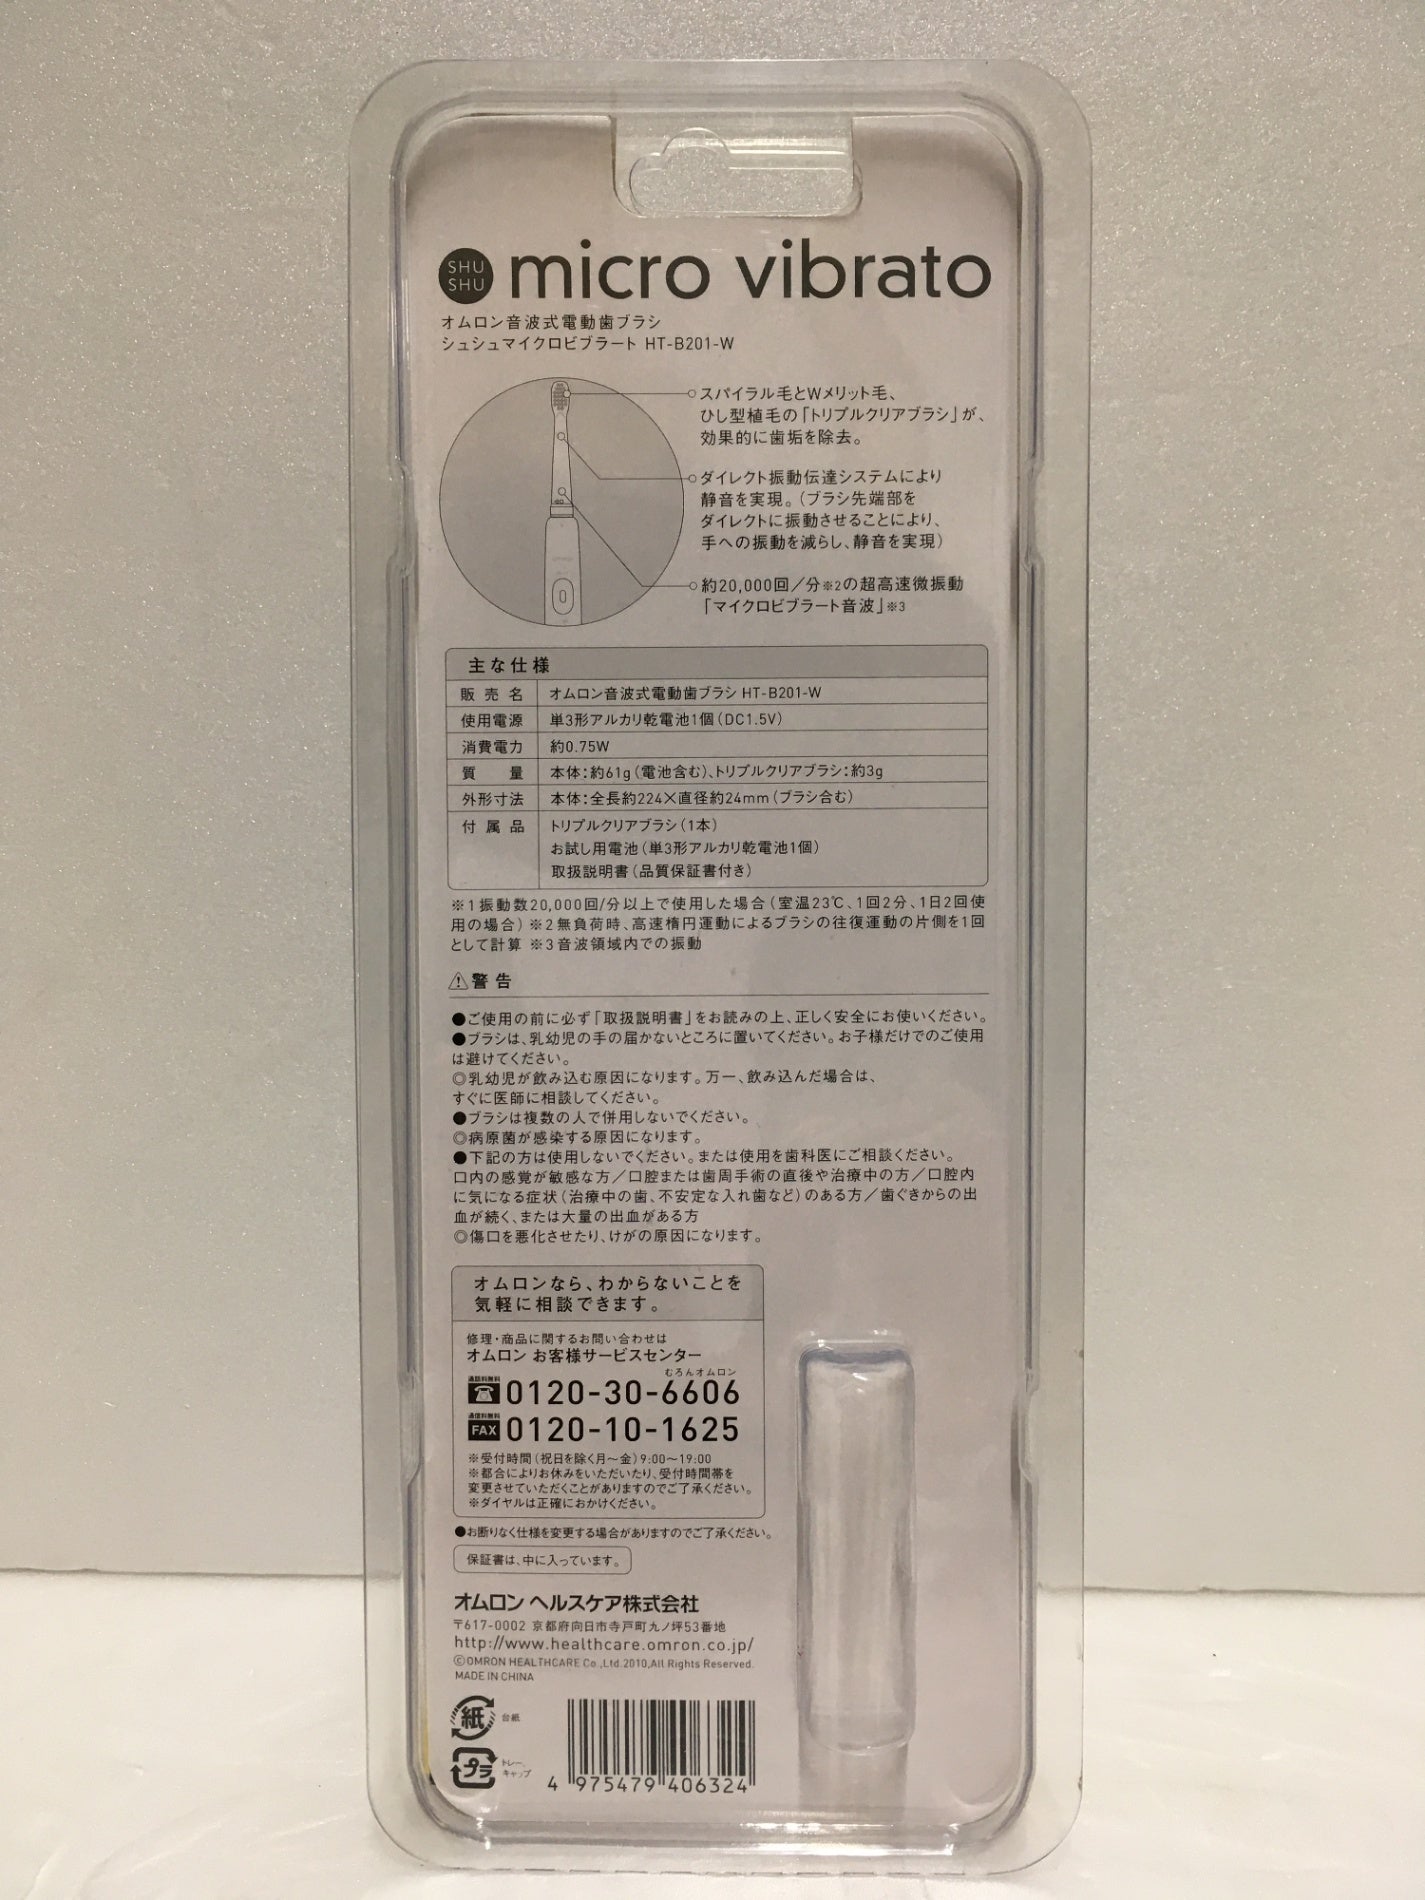 SHU
SHU
micro vibrato
オムロン音波式電動歯ブラシ
シュシュマイクロビブラート HT-B201-W
スパイラル毛とWメリット毛、
ひし型植毛の「トリプルクリアブラシ」が、
効果的に歯垢を除去。
ダイレクト振動伝達システムにより
静音を実現。(ブラシ先端部を
ダイレクトに振動させることにより、
手への振動を減らし、静音を実現)
約20,000回/分※2の超高速微振動
「マイクロビブラート音波」※3
主な仕様
販売名 オムロン音波式電動歯ブラシ HT-B201-W
使用電源 単3形アルカリ乾電池1個(DC1.5V)
消費電力 約0.75W
質量 本体:約61g(電池含む)、トリプルクリアブラシ:約3g
外形寸法 本体:全長約224×直径約24mm(ブラシ含む)
付属品 トリプルクリアブラシ(1本)
お試し用電池(単3形アルカリ乾電池1個)
取扱説明書(品質保証書付き)
※1振動数20,000回/分以上で使用した場合(室温23℃、1回2分、1日2回使
用の場合) ※2無負荷時、高速楕円運動によるブラシの往復運動の片側を1回
として計算 ※3音波領域内での振動
⚠警告
●ご使用の前に必ず「取扱説明書」をお読みの上、正しく安全にお使いください。
●ブラシは、乳幼児の手の届かないところに置いてください。お子様だけでのご使用
は避けてください。
◎乳幼児が飲み込む原因になります。万一、飲み込んだ場合は、
すぐに医師に相談してください。
●ブラシは複数の人で併用しないでください。
◎病原菌が感染する原因になります。
●下記の方は使用しないでください。または使用を歯科医にご相談ください。
口内の感覚が敏感な方/口腔または歯周手術の直後や治療中の方/口腔内
に気になる症状(治療中の歯、不安定な入れ歯など)のある方/歯ぐきからの出
血が続く、または大量の出血がある方
◎傷口を悪化させたり、けがの原因になります。
オムロンなら、わからないことを
気軽に相談できます。
修理・商品に関するお問い合わせは
オムロン お客様サービスセンター
むろんオムロン
通話料無料
0120-30-6606
通信料無料
FAX 0120-10-1625
※受付時間(祝日を除く月~金)9:00~19:00
※都合によりお休みをいただいたり、受付時間帯を
変更させていただくことがありますのでご了承ください。
※ダイヤルは正確におかけください。
●お断りなく仕様を変更する場合がありますのでご了承ください。
保証書は、中に入っています。
オムロン ヘルスケア株式会社
〒617-0002 京都府向日市寺戸町九ノ坪53番地
http://www.healthcare.omron.co.jp/
©OMRON HEALTHCARE Co.,Ltd.2010,All Rights Reserved.
MADE IN CHINA
紙 台紙
プラ トレー、
キャップ
4 975479 406324